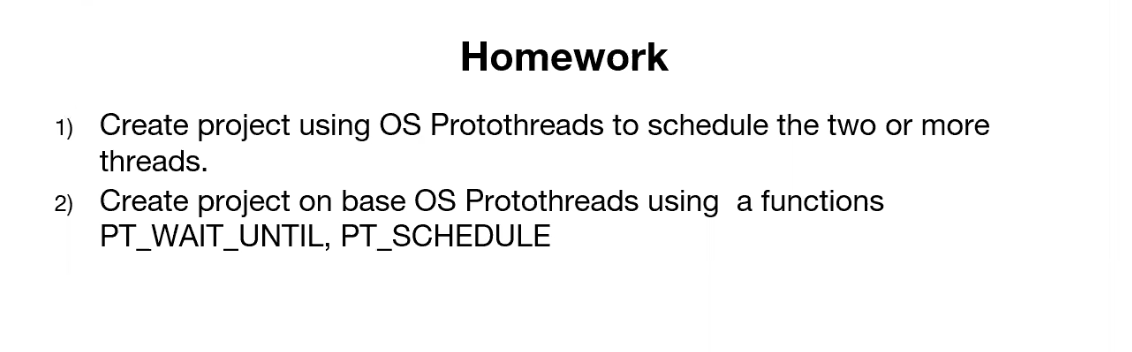 Homework
1) Create project using OS Protothreads to schedule the two or more
threads.
2) Create project on base OS Protothreads using  a functions
PT_WAIT_UNTIL, PT_SCHEDULE